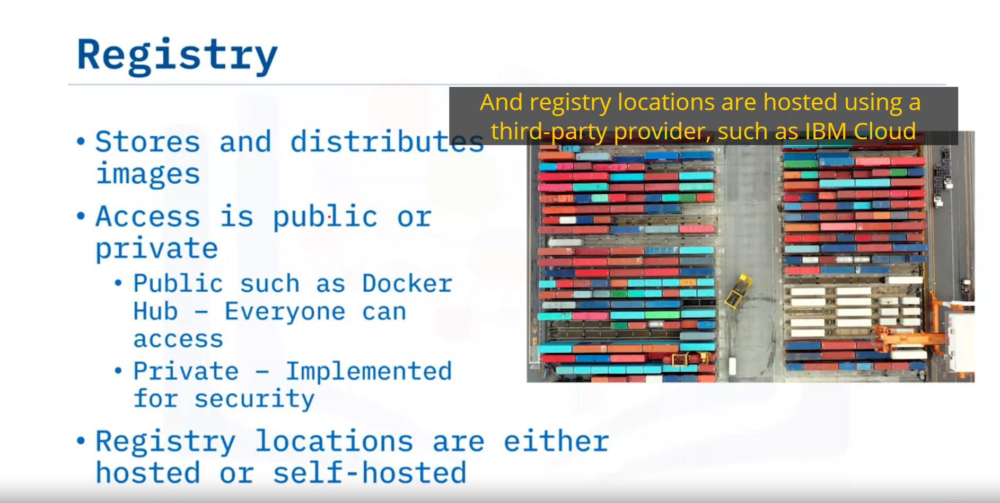 Registry
And registry locations are hosted using a
third-party provider, such as IBM Cloud
• Stores and distributes
images
• Access is public or
private
• Public such as Docker
Hub – Everyone can
access
• Private – Implemented
for security
• Registry locations are either
hosted or self-hosted